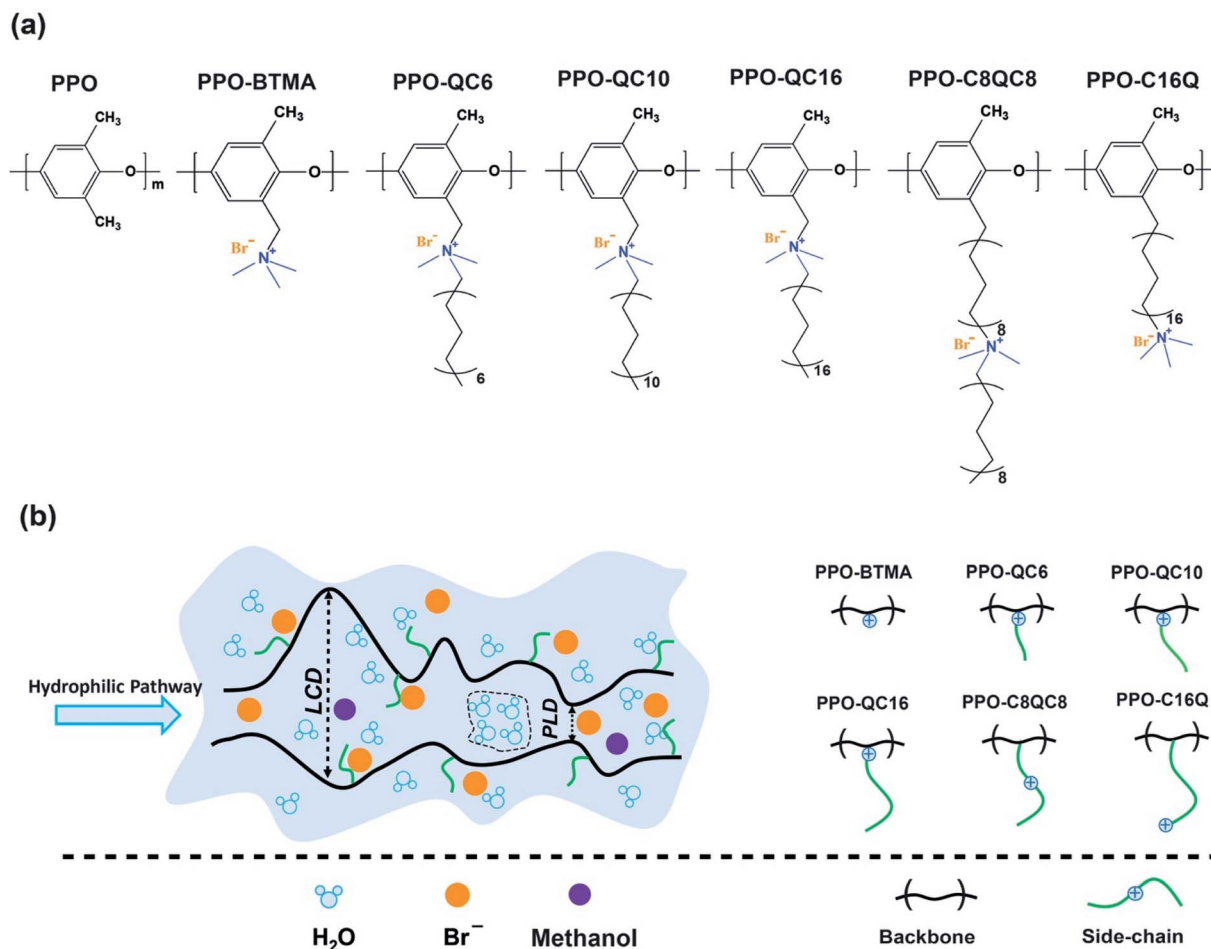 (a)
PPO PPO-BTMA PPO-QC6 PPO-QC10 PPO-QC16 PPO-C8QC8 PPO-C16Q
CH₃ CH₃ CH₃ CH₃ CH₃ CH₃ CH₃
O m O O O O O O
CH₃
Br⁻ N⁺ Br⁻ N⁺ Br⁻ N⁺ Br⁻ N⁺
16
8
Br⁻ N⁺ Br⁻ N⁺
6 10 16
8
(b)
PPO-BTMA PPO-QC6 PPO-QC10
Hydrophilic Pathway
LCD
PLD
PPO-QC16 PPO-C8QC8 PPO-C16Q
H₂O Br⁻ Methanol Backbone Side-chain